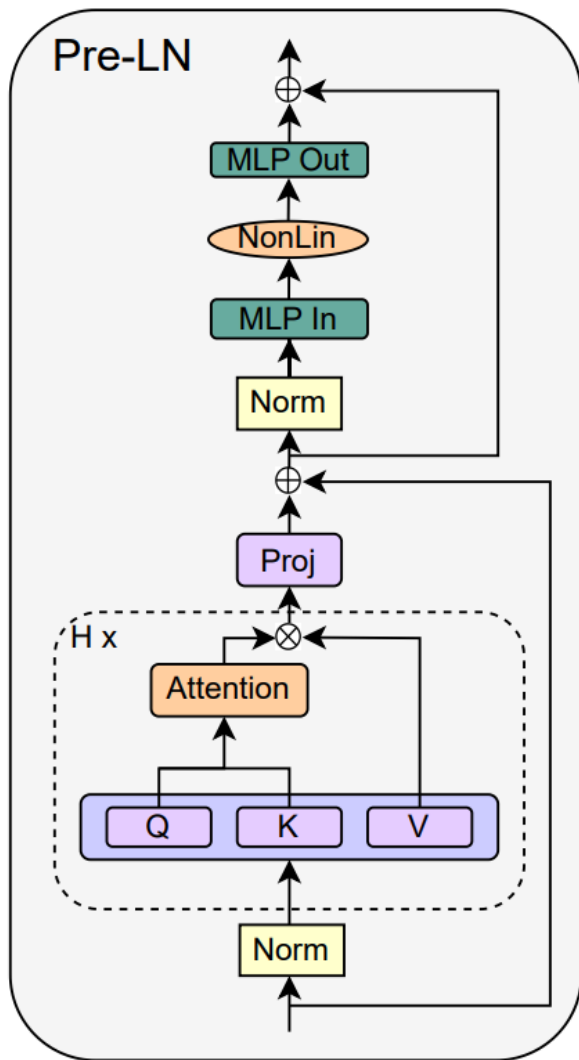 Pre-LN
MLP Out
NonLin
MLP In
Norm
Proj
H x
Attention
Q K V
Norm